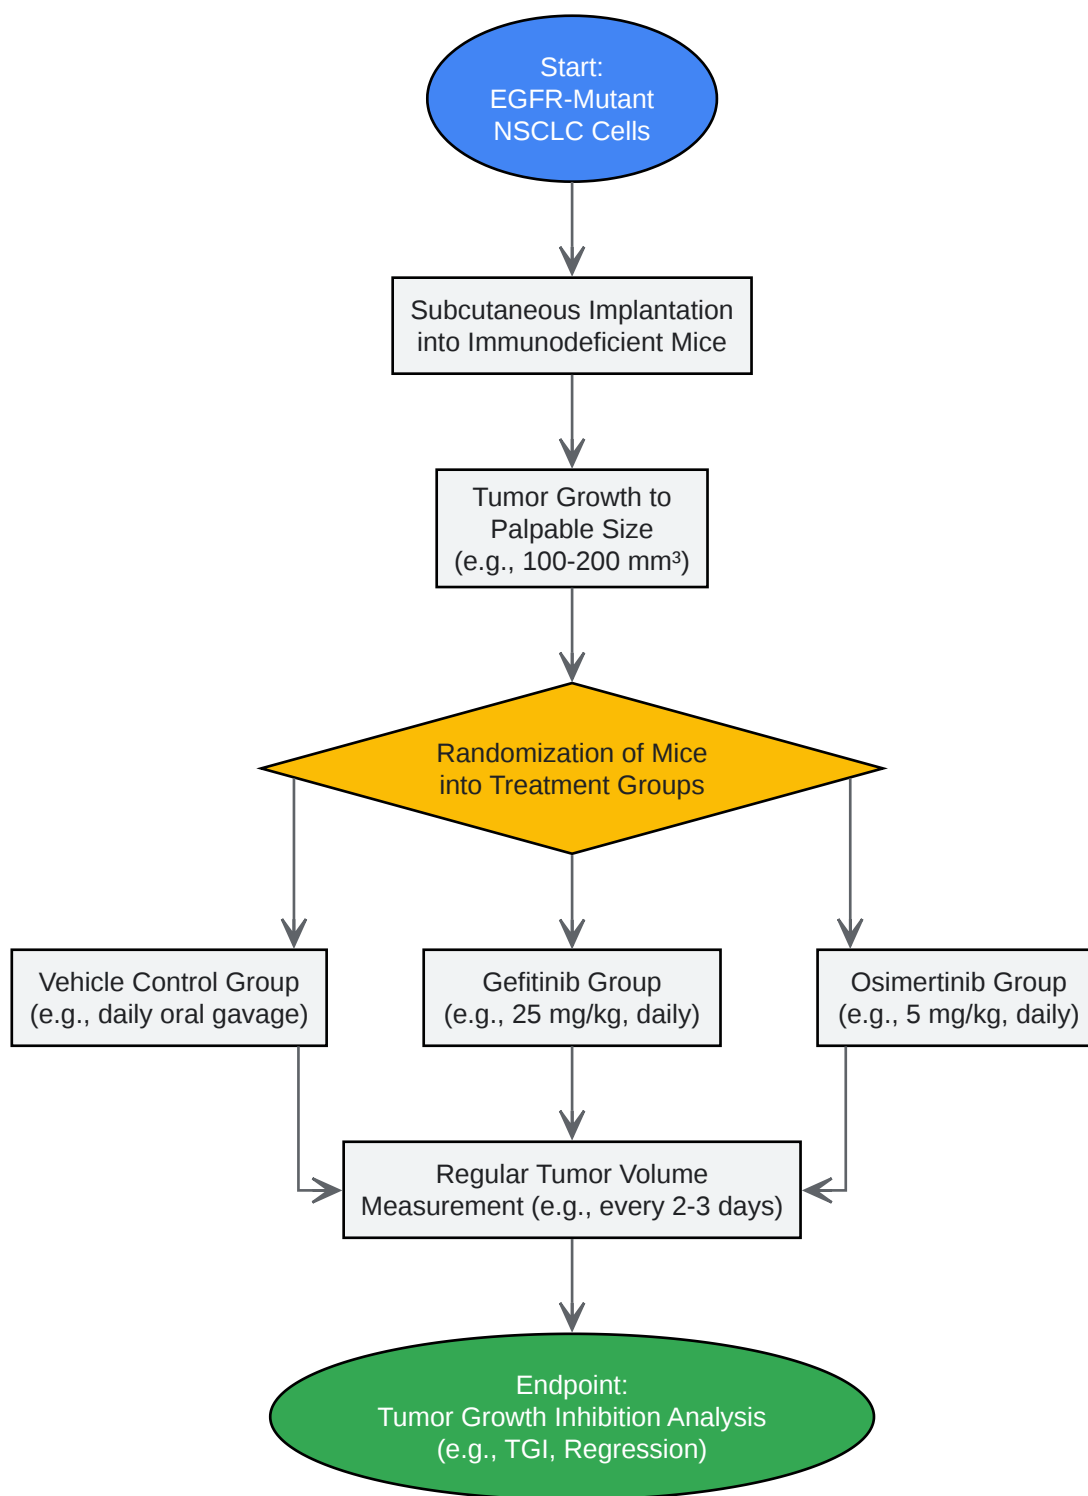 Start:
EGFR-Mutant
NSCLC Cells
Subcutaneous Implantation
into Immunodeficient Mice
Tumor Growth to
Palpable Size
(e.g., 100-200 mm³)
Randomization of Mice
into Treatment Groups
Vehicle Control Group
(e.g., daily oral gavage)
Gefitinib Group
(e.g., 25 mg/kg, daily)
Osimertinib Group
(e.g., 5 mg/kg, daily)
Regular Tumor Volume
Measurement (e.g., every 2-3 days)
Endpoint:
Tumor Growth Inhibition Analysis
(e.g., TGI, Regression)